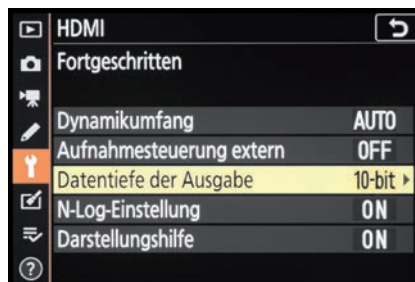 HDMI
Fortgeschritten
Dynamikumfang AUTO
Aufnahmesteuerung extern OFF
Datentiefe der Ausgabe 10-bit
N-Log-Einstellung ON
Darstellungshilfe ON
?